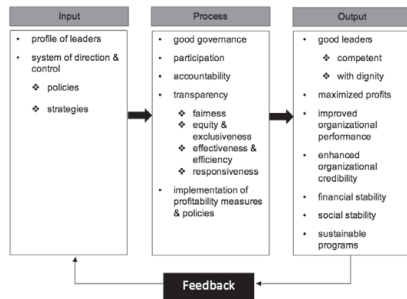 Input
• profile of leaders
• system of direction &
control
❖ policies
❖ strategies
Process
• good governance
• participation
• accountability
• transparency
❖ fairness
❖ equity &
exclusiveness
❖ effectiveness &
efficiency
❖ responsiveness
• implementation of
profitability measures
& policies
Output
• good leaders
❖ competent
❖ with dignity
• maximized profits
• improved
organizational
performance
• enhanced
organizational
credibility
• financial stability
• social stability
• sustainable
programs
Feedback